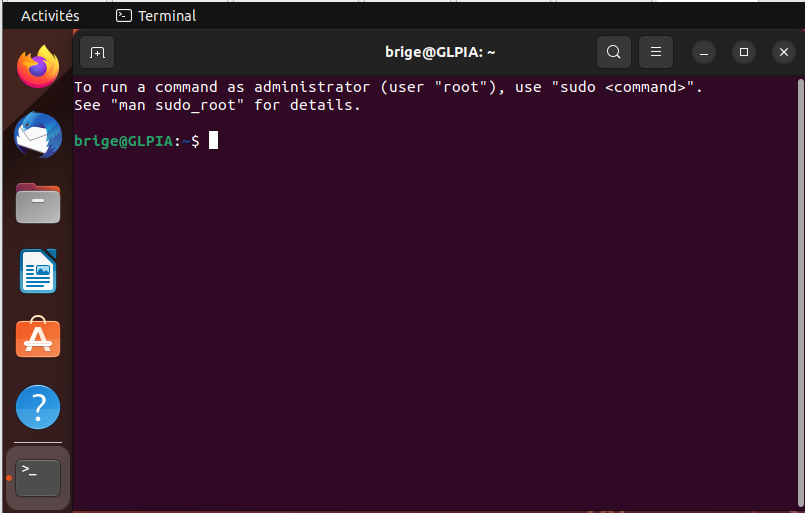 Activités
Terminal
brige@GLPIA: ~
To run a command as administrator (user "root"), use "sudo <command>".
See "man sudo_root" for details.
brige@GLPIA:~$